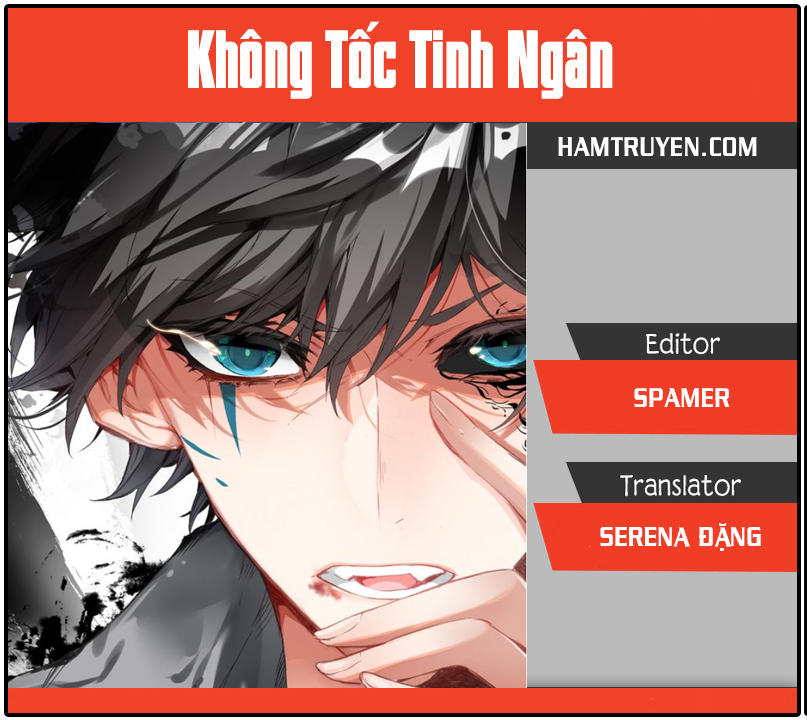 Không Tốc Tinh Ngân
HAMTRUYEN.COM
Editor
SPAMER
Translator
SERENA ĐẶNG